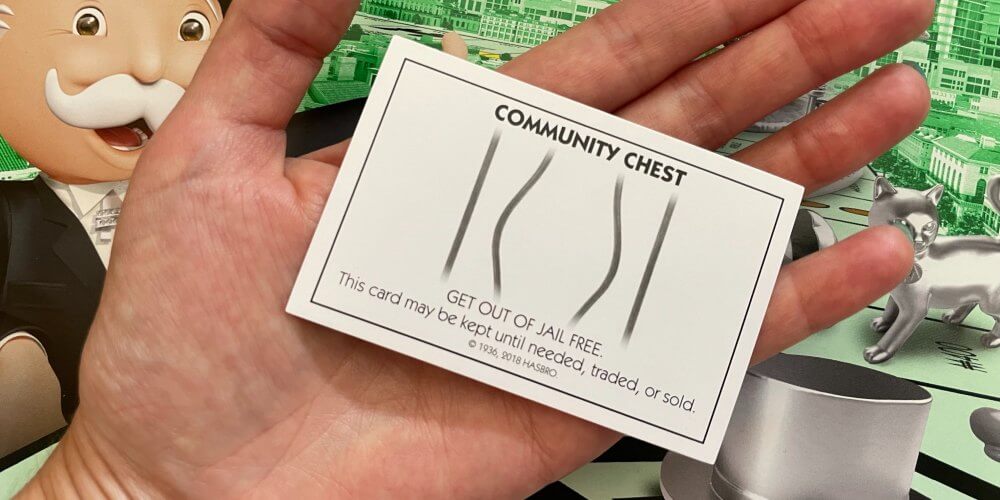 COMMUNITY CHEST
GET OUT OF JAIL FREE.
This card may be kept until needed, traded, or sold.
© 1936, 2018 HASBRO.